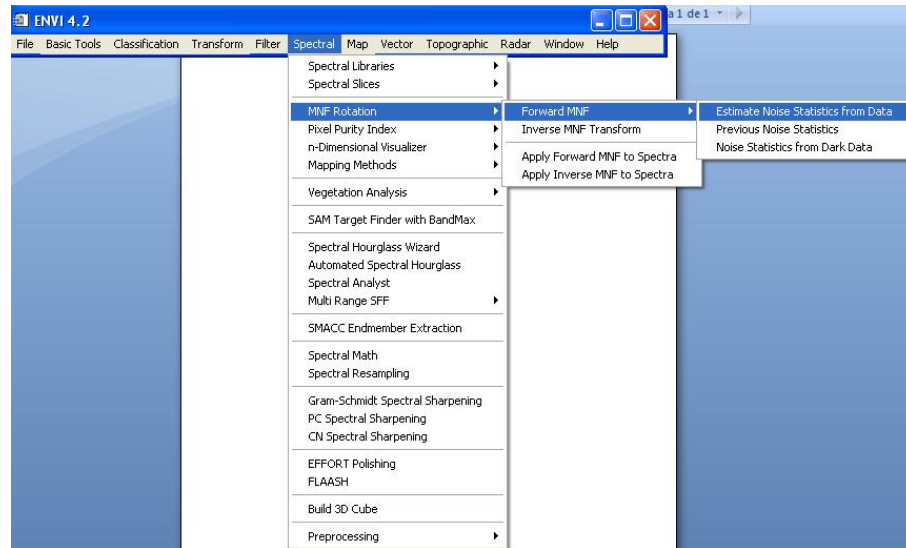 ENVI 4.2
a 1 de 1
File Basic Tools Classification Transform Filter Spectral Map Vector Topographic Radar Window Help
Spectral Libraries
Spectral Slices
MNF Rotation
Pixel Purity Index
n-Dimensional Visualizer
Mapping Methods
Vegetation Analysis
SAM Target Finder with BandMax
Spectral Hourglass Wizard
Automated Spectral Hourglass
Spectral Analyst
Multi Range SFF
SMACC Endmember Extraction
Spectral Math
Spectral Resampling
Gram-Schmidt Spectral Sharpening
PC Spectral Sharpening
CN Spectral Sharpening
EFFORT Polishing
FLAASH
Build 3D Cube
Preprocessing
Forward MNF
Inverse MNF Transform
Apply Forward MNF to Spectra
Apply Inverse MNF to Spectra
Estimate Noise Statistics from Data
Previous Noise Statistics
Noise Statistics from Dark Data